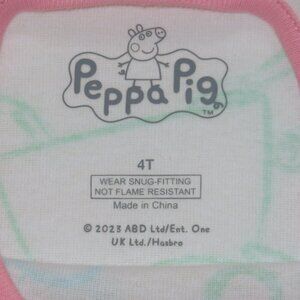 Peppa Pig
TM
4T
WEAR SNUG-FITTING
NOT FLAME RESISTANT
Made in China
© 2023 ABD Ltd/Ent. One
UK Ltd./Hasbro